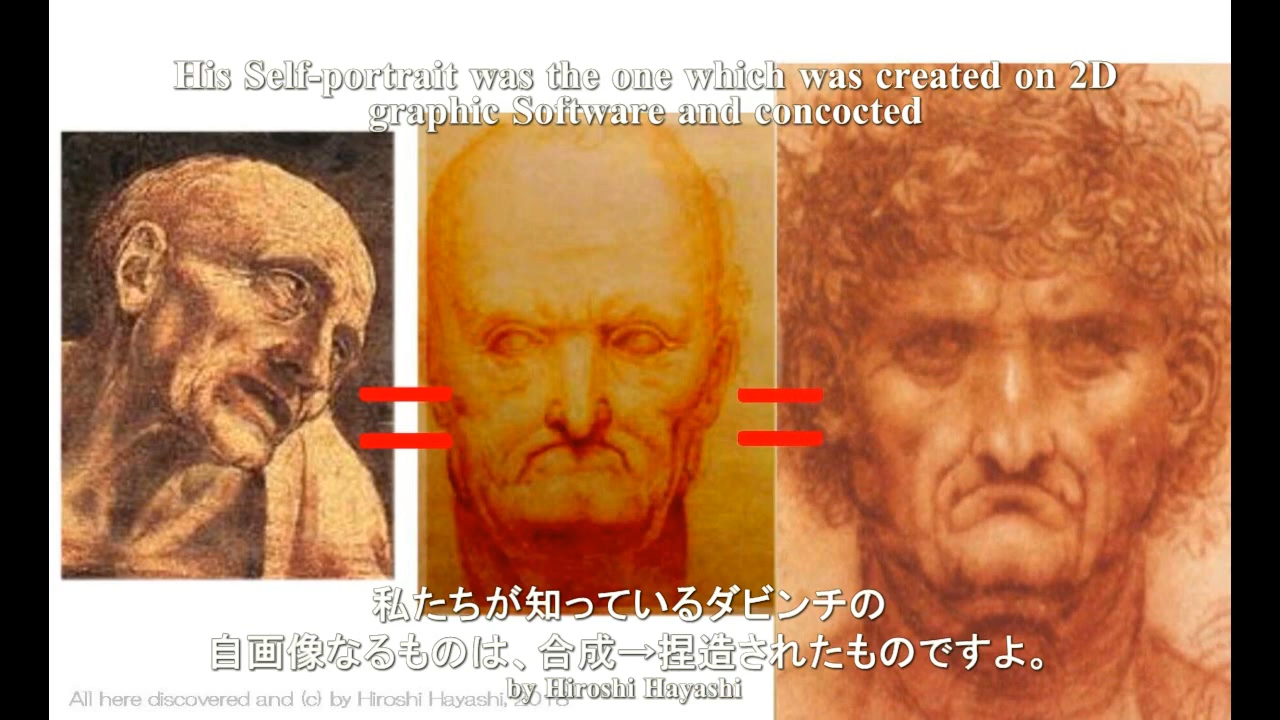 His Self-portrait was the one which was created on 2D
graphic Software and concocted
私たちが知っているダビンチの
自画像なるものは、合成→捏造されたものですよ。
by Hiroshi Hayashi
All here discovered and (c) by Hiroshi Hayashi,